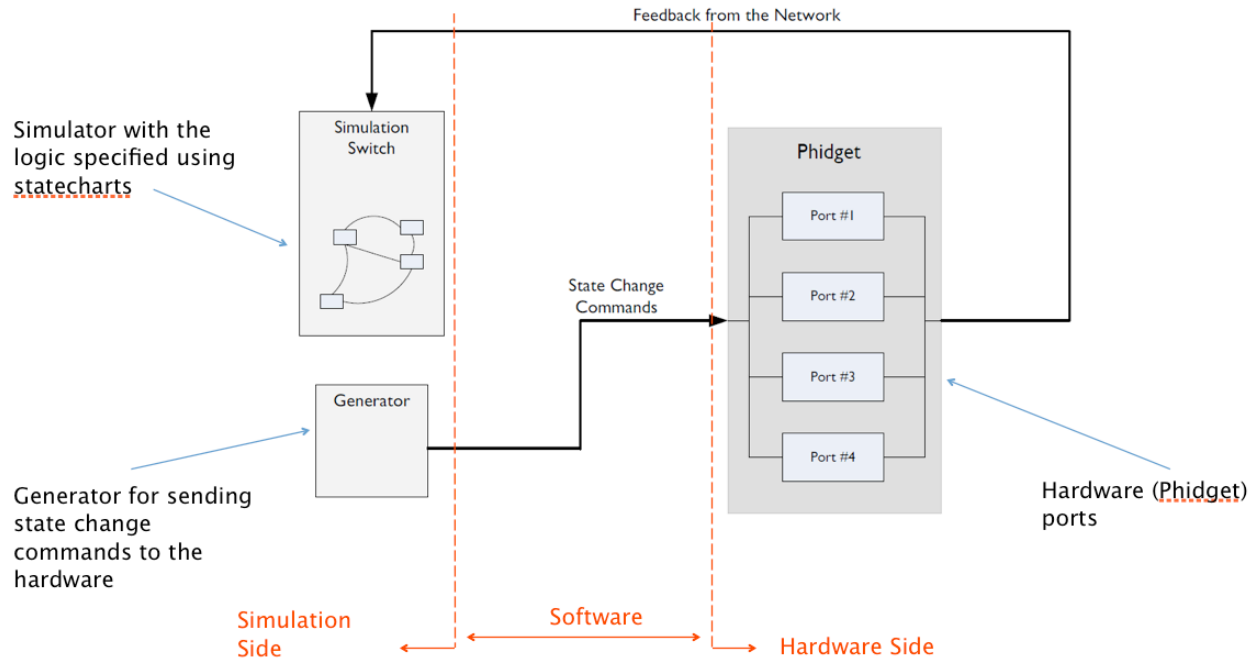 Feedback from the Network
Simulator with the
logic specified using
statecharts
Simulation
Switch
Phidget
Port #1
Port #2
Port #3
Port #4
State Change
Commands
Generator
Generator for sending
state change
commands to the
hardware
Hardware (Phidget)
ports
Simulation
Side
Software
Hardware Side